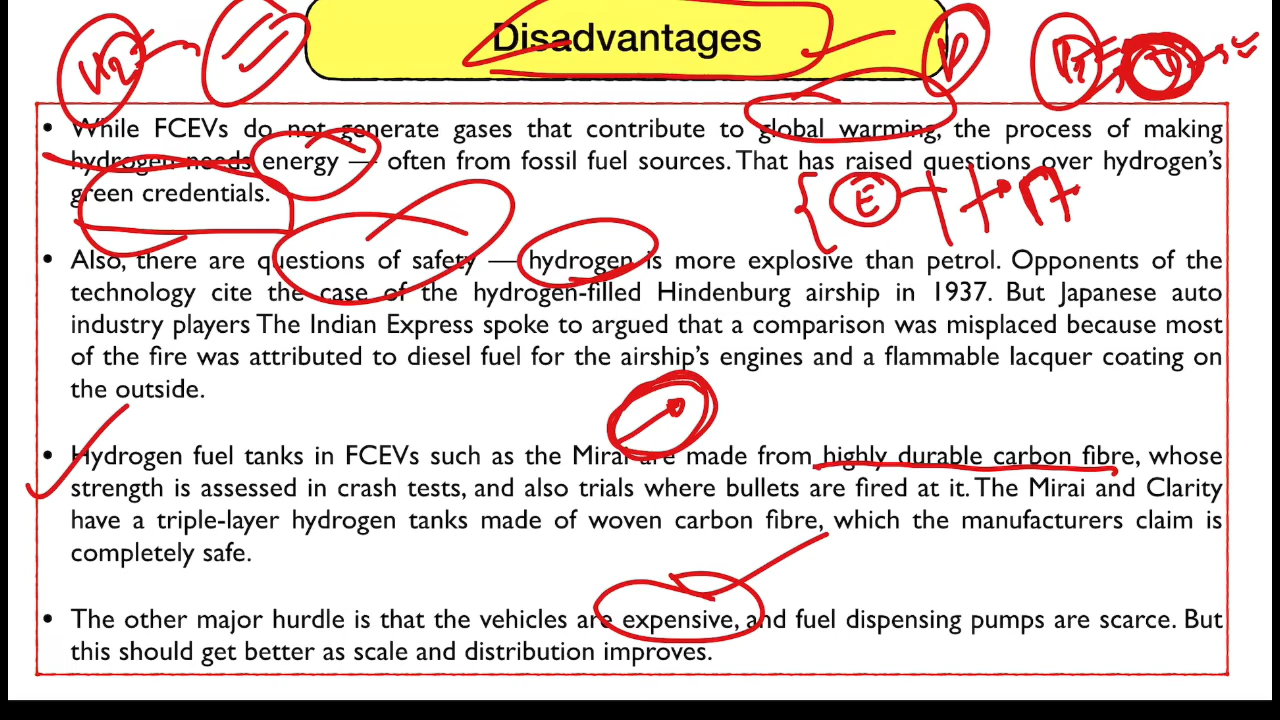 Disadvantages
H2
• While FCEVs do not generate gases that contribute to global warming, the process of making
hydrogen needs energy — often from fossil fuel sources. That has raised questions over hydrogen's
green credentials.
E
• Also, there are questions of safety — hydrogen is more explosive than petrol. Opponents of the
technology cite the case of the hydrogen-filled Hindenburg airship in 1937. But Japanese auto
industry players The Indian Express spoke to argued that a comparison was misplaced because most
of the fire was attributed to diesel fuel for the airship's engines and a flammable lacquer coating on
the outside.
• Hydrogen fuel tanks in FCEVs such as the Mirai are made from highly durable carbon fibre, whose
strength is assessed in crash tests, and also trials where bullets are fired at it. The Mirai and Clarity
have a triple-layer hydrogen tanks made of woven carbon fibre, which the manufacturers claim is
completely safe.
• The other major hurdle is that the vehicles are expensive, and fuel dispensing pumps are scarce. But
this should get better as scale and distribution improves.